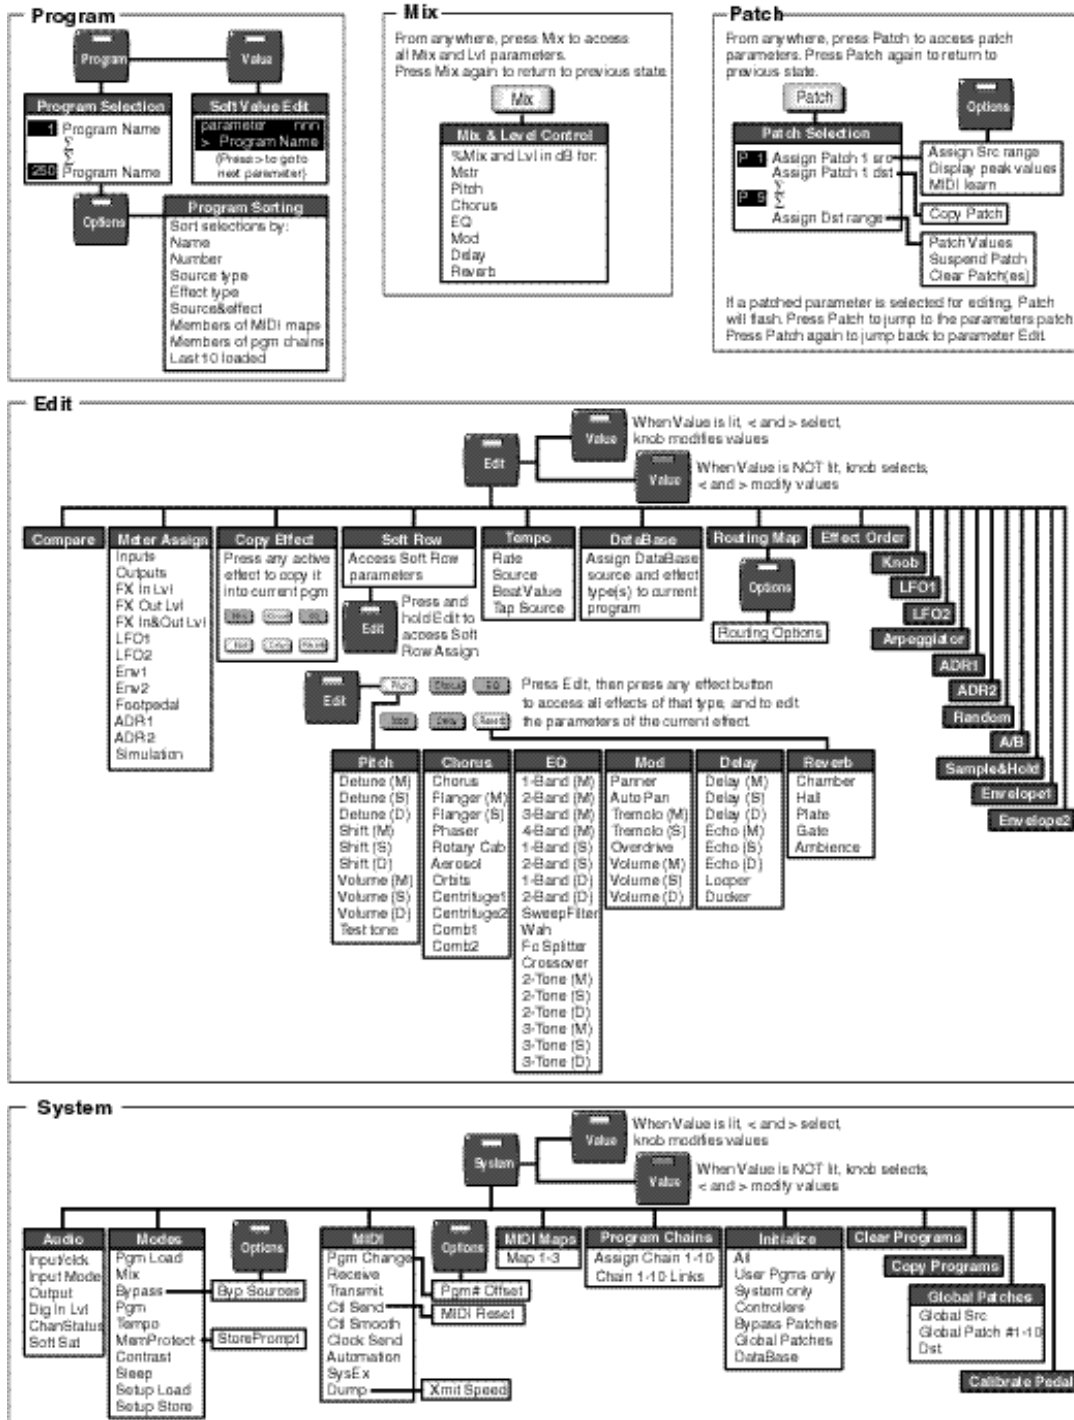 Program
Program
Value
Program Selection
1 Program Name
Σ
Σ
250 Program Name
Soft Value Edit
parameter nnn
> Program Name
(Press > to go to
next parameter)
Options
Program Sorting
Sort selections by:
Name
Number
Source type
Effect type
Source&effect
Members of MIDI maps
Members of pgm chains
Last 10 loaded
Mix
From anywhere, press Mix to access
all Mix and Lvl parameters.
Press Mix again to return to previous state
Mix
Mix & Level Control
%Mix and Lvl in dB for:
Mstr
Pitch
Chorus
EQ
Mod
Delay
Reverb
Patch
From anywhere, press Patch to access patch
parameters. Press Patch again to return to
previous state.
Patch
Options
Patch Selection
P 1 Assign Patch 1 src
Assign Patch 1 dst
Σ
P 5 Σ
Assign Dst range
Assign Src range
Display peak values
MIDI learn
Copy Patch
Patch Values
Suspend Patch
Clear Patch(es)
If a patched parameter is selected for editing, Patch
will flash. Press Patch to jump to the parameters patch
Press Patch again to jump back to parameter Edit.
Edit
Edit
Value
When Value is lit, < and > select,
knob modifies values
Value
When Value is NOT lit, knob selects,
< and > modify values
Compare
Meter Assign
Inputs
Outputs
FX In Lvl
FX Out Lvl
FX In&Out Lvl
LFO1
LFO2
Env1
Env2
Footpedal
ADR1
ADR2
Simulation
Copy Effect
Press any active
effect to copy it
into current pgm
Soft Row
Access Soft Row
parameters
Edit
Press and
hold Edit to
access Soft
Row Assign
Tempo
Rate
Source
Beat Value
Tap Source
DataBase
Assign DataBase
source and effect
type(s) to current
program
Routing Map
Options
Routing Options
Effect Order
Knob
LFO1
LFO2
Arpeggiator
ADR1
ADR2
Random
A/B
Sample&Hold
Envelope1
Envelope2
Edit
Pitch
Chorus
EQ
Mod
Delay
Reverb
Press Edit, then press any effect button
to access all effects of that type, and to edit
the parameters of the current effect.
Pitch
Detune (M)
Detune (S)
Detune (D)
Shift (M)
Shift (S)
Shift (D)
Volume (M)
Volume (S)
Volume (D)
Test tone
Chorus
Chorus
Flanger (M)
Flanger (S)
Phaser
Rotary Cab
Aerosol
Orbits
Centrifuge1
Centrifuge2
Comb1
Comb2
EQ
1-Band (M)
2-Band (M)
3-Band (M)
4-Band (M)
1-Band (S)
2-Band (S)
1-Band (D)
2-Band (D)
SweepFilter
Wah
Fc Splitter
Crossover
2-Tone (M)
2-Tone (S)
2-Tone (D)
3-Tone (M)
3-Tone (S)
3-Tone (D)
Mod
Panner
AutoPan
Tremolo (M)
Tremolo (S)
Overdrive
Volume (M)
Volume (S)
Volume (D)
Delay
Delay (M)
Delay (S)
Delay (D)
Echo (M)
Echo (S)
Echo (D)
Looper
Ducker
Reverb
Chamber
Hall
Plate
Gate
Ambience
System
System
Value
When Value is lit, < and > select,
knob modifies values
Value
When Value is NOT lit, knob selects,
< and > modify values
Audio
Input/clck
Input Mode
Output
Dig In Lvl
ChanStatus
Soft Sat
Modes
Pgm Load
Mix
Bypass
Pgm
Tempo
MemProtect
Contrast
Sleep
Setup Load
Setup Store
Options
Byp Sources
StorePrompt
MIDI
Pgm Change
Receive
Transmit
Ctl Send
Ctl Smooth
Clock Send
Automation
SysEx
Dump
Options
Pgm# Offset
MIDI Reset
Xmit Speed
MIDI Maps
Map 1-3
Program Chains
Assign Chain 1-10
Chain 1-10 Links
Initialize
All
User Pgms only
System only
Controllers
Bypass Patches
Global Patches
DataBase
Clear Programs
Copy Programs
Global Patches
Global Src
Global Patch #1-10
Dst
Calibrate Pedal